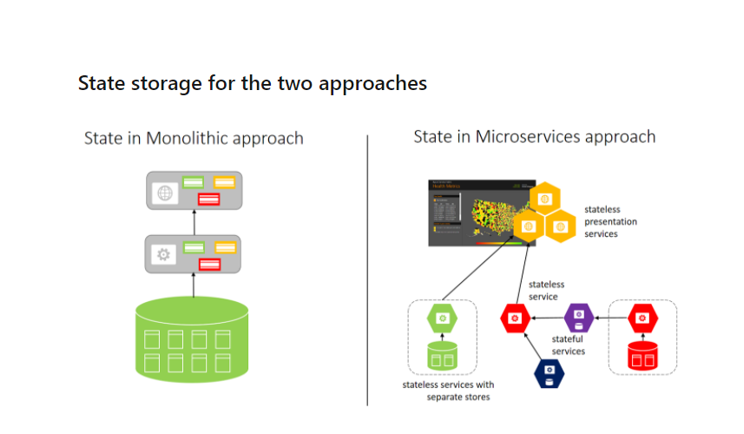 State storage for the two approaches
State in Monolithic approach
State in Microservices approach
stateless
presentation
services
stateless
service
stateful
services
stateless services with
separate stores